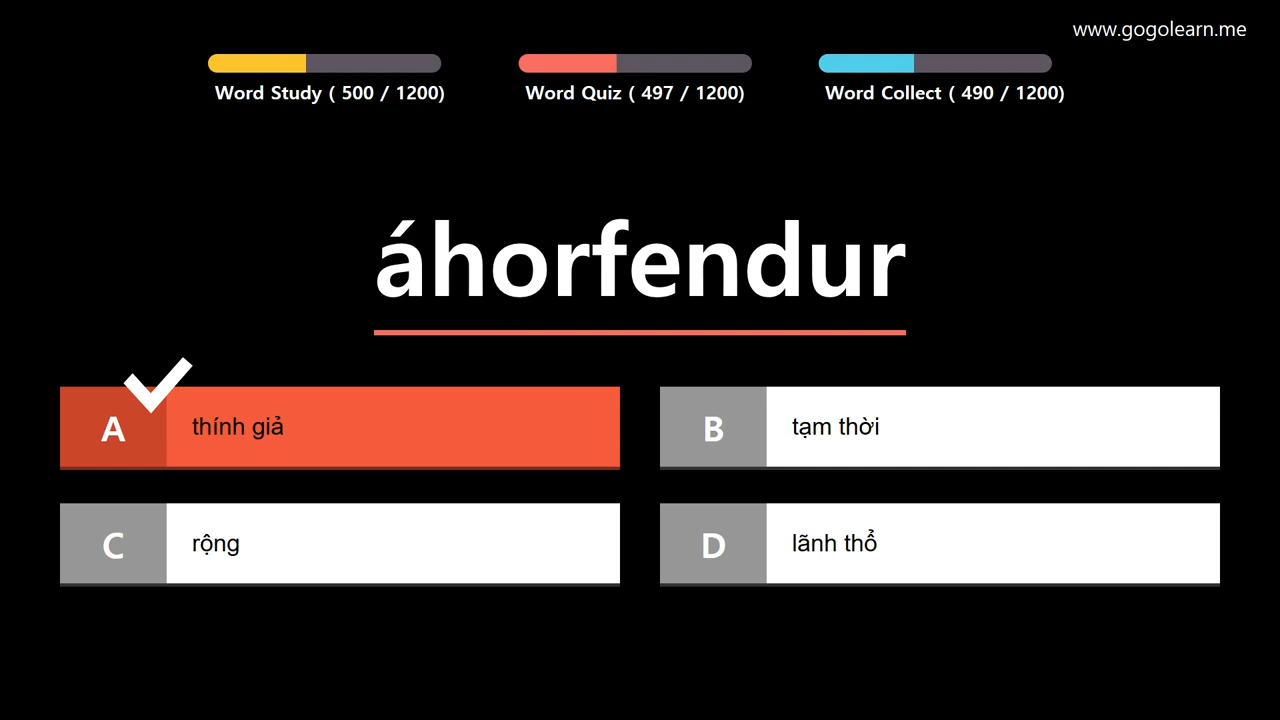 www.gogolearn.me
Word Study ( 500 / 1200)
Word Quiz ( 497 / 1200)
Word Collect ( 490 / 1200)
áhorfendur
A
thính giả
B
tạm thời
C
rộng
D
lãnh thổ